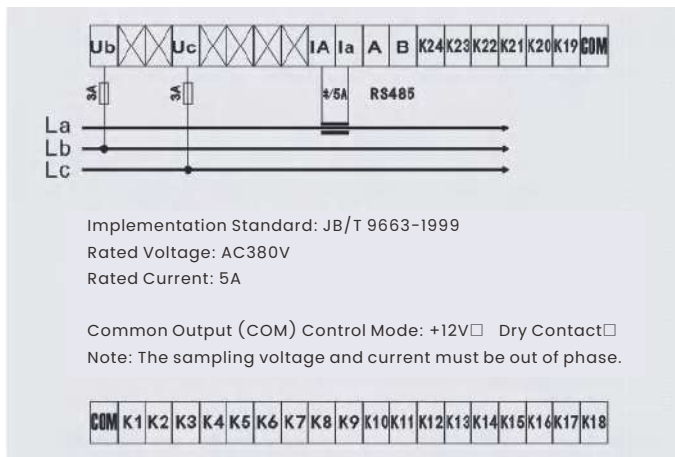 Ub Uc IA Ia A B K24 K23 K22 K21 K20 K19 COM
3A 3A */5A RS485
La
Lb
Lc
Implementation Standard: JB/T 9663-1999
Rated Voltage: AC380V
Rated Current: 5A
Common Output (COM) Control Mode: +12V□ Dry Contact□
Note: The sampling voltage and current must be out of phase.
COM K1 K2 K3 K4 K5 K6 K7 K8 K9 K10 K11 K12 K13 K14 K15 K16 K17 K18